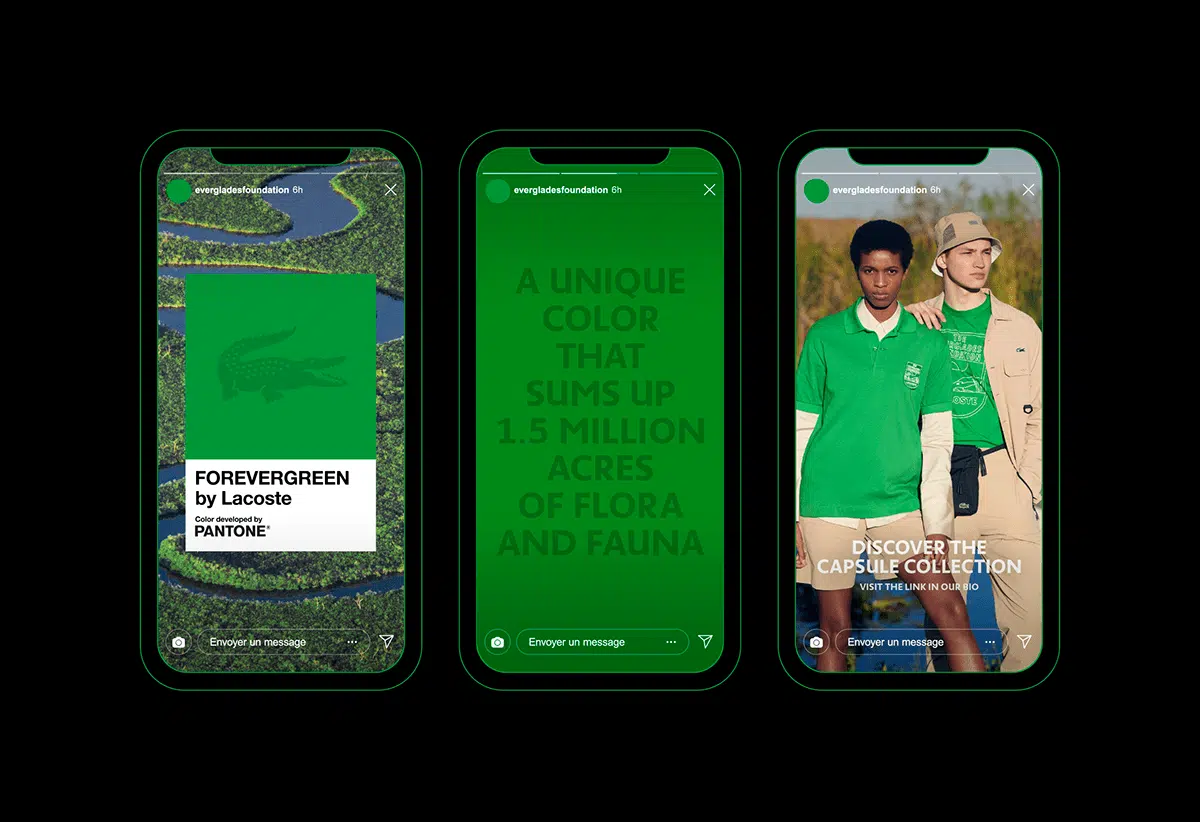 evergladesfoundation 6h
FOREVERGREEN
by Lacoste
Color developed by
PANTONE®
Envoyer un message
evergladesfoundation 6h
A UNIQUE
COLOR
THAT
SUMS UP
1.5 MILLION
ACRES
OF FLORA
AND FAUNA
Envoyer un message
evergladesfoundation 6h
THE
DISCOVER THE
CAPSULE COLLECTION
VISIT THE LINK IN OUR BIO
Envoyer un message